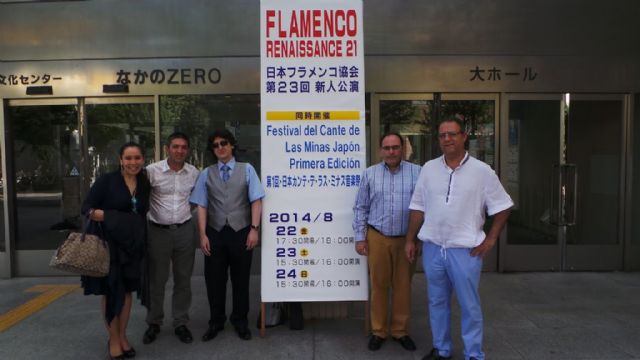 FLAMENCO
RENAISSANCE 21
日本フラメンコ協会
第23回 新人公演
同時開催
Festival del Cante de
Las Minas Japón
Primera Edición
第1回・日本カンテ・デ・ラス・ミナス音楽祭
2014/8
22 金
17:30開幕/16:00開場
23 土
15:30開幕/16:00開演
24 日
15:30開幕/16:00開演
文化センター
なかのZERO
大ホール